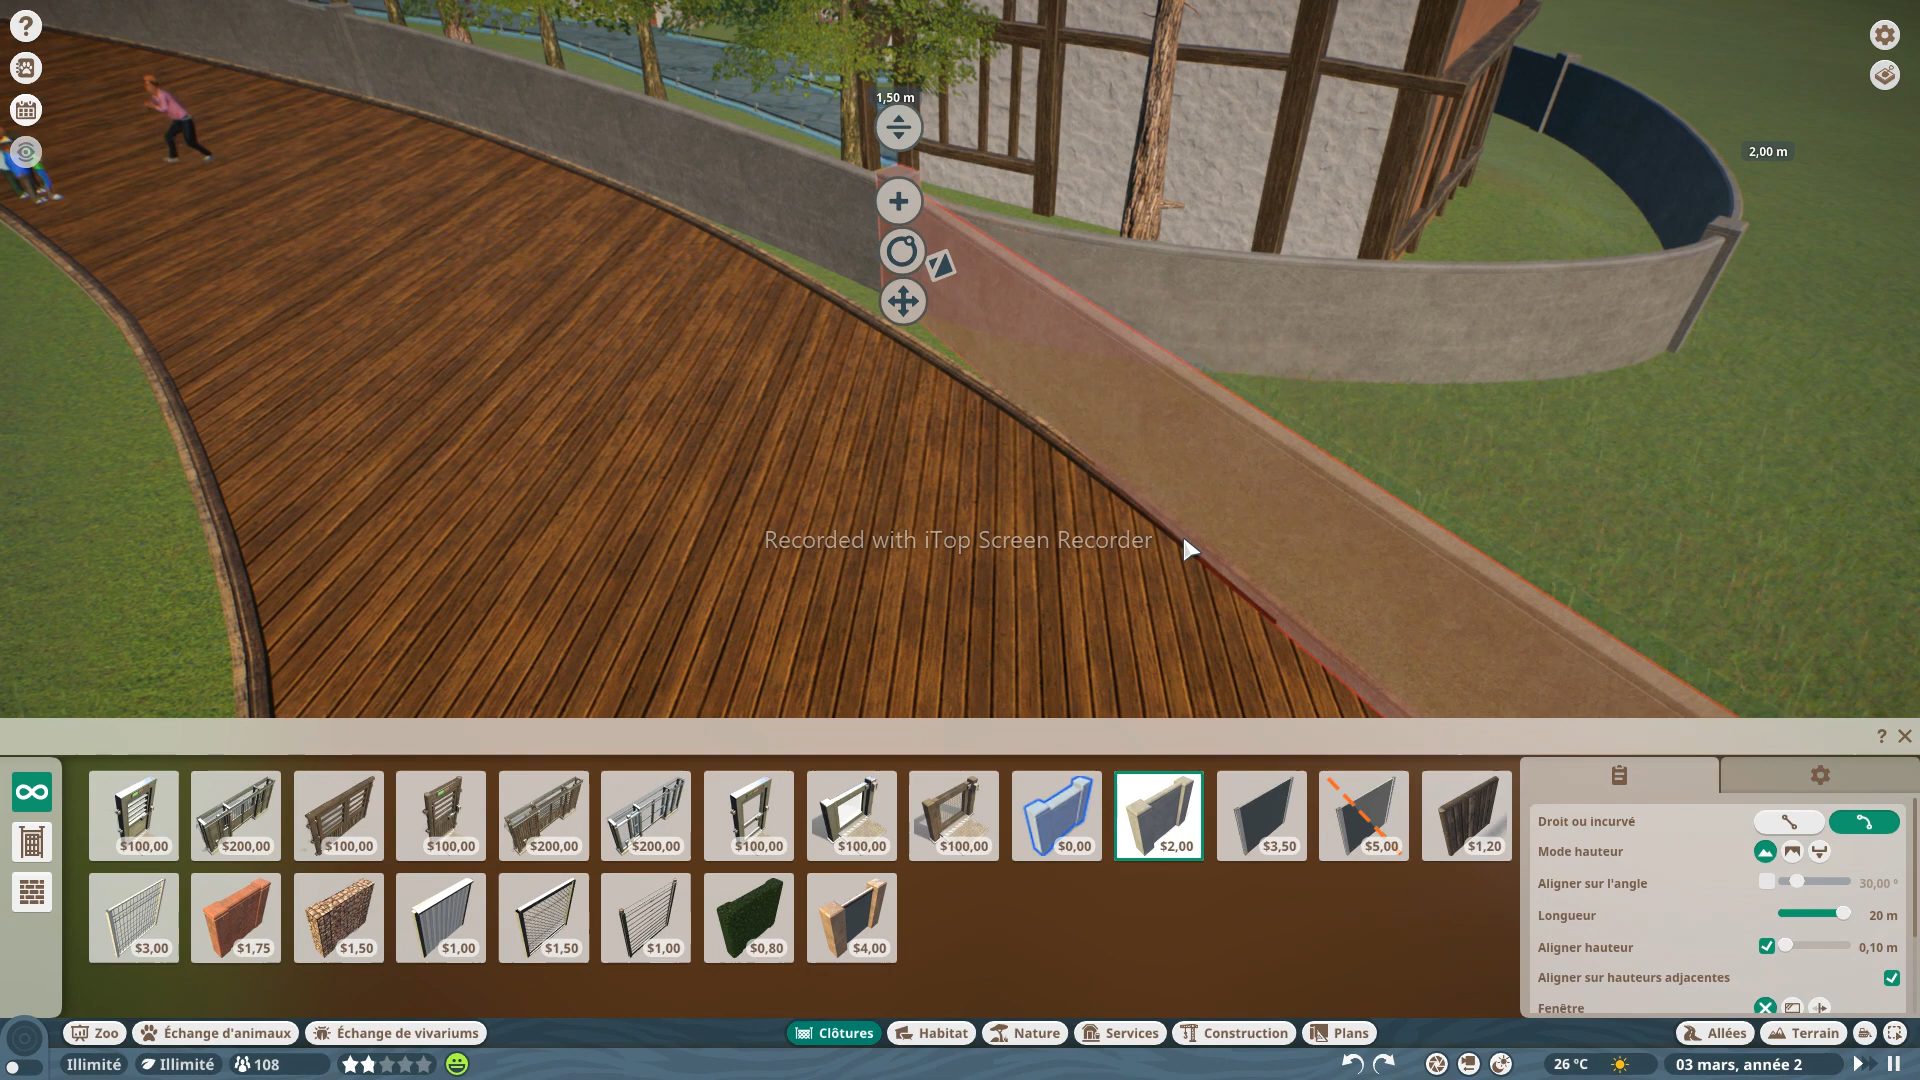 1,50 m
2,00 m
Recorded with iTop Screen Recorder
?
?
$100,00 $200,00 $100,00 $100,00 $200,00 $200,00 $100,00 $100,00 $100,00 $0,00 $2,00 $3,50 $5,00 $1,20
$3,00 $1,75 $1,50 $1,00 $1,50 $1,00 $0,80 $4,00
Droit ou incurvé
Mode hauteur
Aligner sur l'angle 30,00 °
Longueur 20 m
Aligner hauteur 0,10 m
Aligner sur hauteurs adjacentes
Fenêtre
Zoo Échange d'animaux Échange de vivariums Clôtures Habitat Nature Services Construction Plans Allées Terrain
Illimité Illimité 108 26 °C 03 mars, année 2